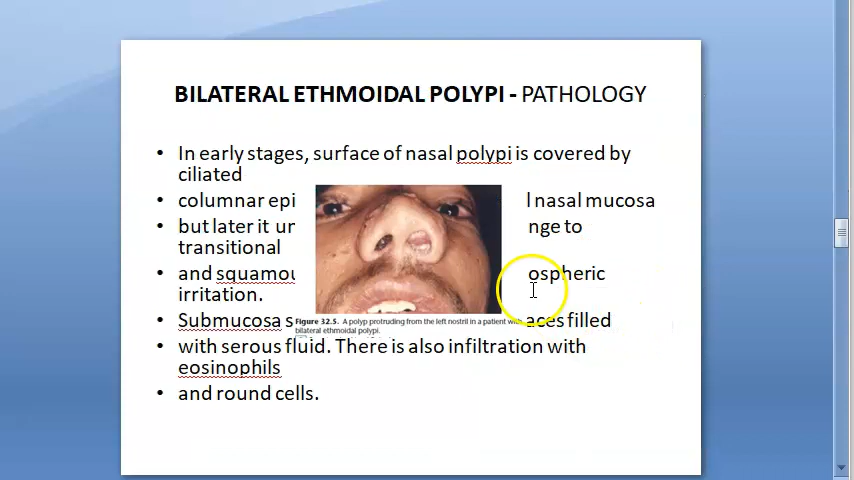 BILATERAL ETHMOIDAL POLYPI - PATHOLOGY
• In early stages, surface of nasal polypi is covered by
ciliated
• columnar epi l nasal mucosa
• but later it un nge to
transitional
• and squamou ospheric
irritation.
• Submucosa s aces filled
Figure 32.5. A polyp protruding from the left nostril in a patient with
bilateral ethmoidal polypi.
• with serous fluid. There is also infiltration with
eosinophils
• and round cells.